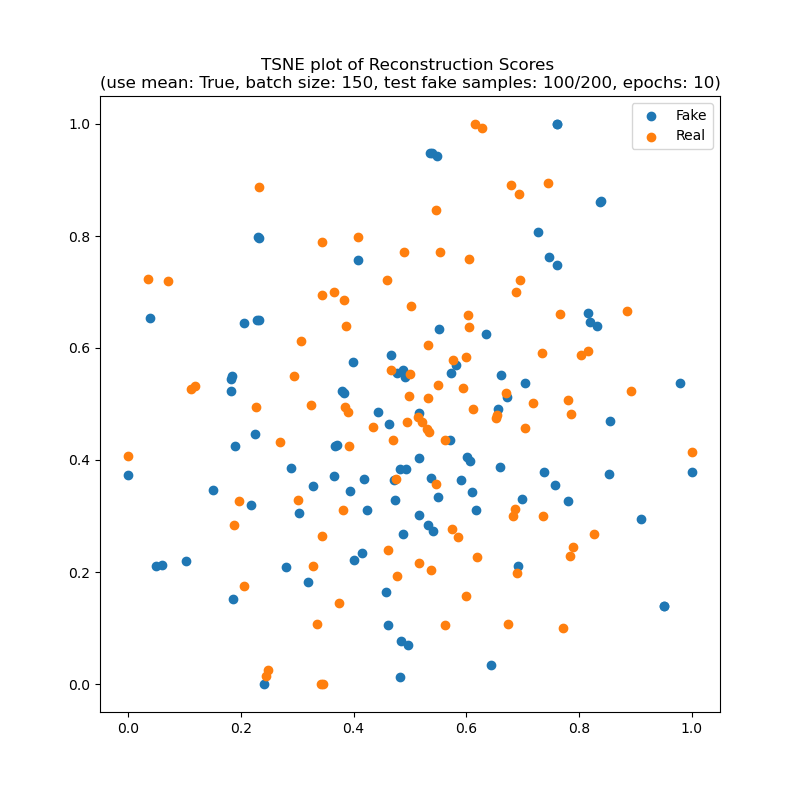 TSNE plot of Reconstruction Scores
(use mean: True, batch size: 150, test fake samples: 100/200, epochs: 10)
Fake
Real
1.0
0.8
0.6
0.4
0.2
0.0
0.0 0.2 0.4 0.6 0.8 1.0